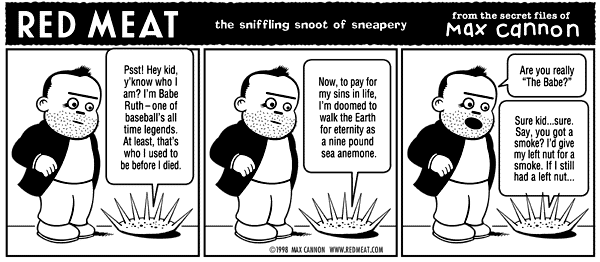 RED MEAT
the sniffling snoot of sneapery
from the secret files of
Max cannon
Psst! Hey kid,
y'know who I
am? I'm Babe
Ruth – one of
baseball's all
time legends.
At least, that's
who I used to
be before I died.
Now, to pay for
my sins in life,
I'm doomed to
walk the Earth
for eternity as
a nine pound
sea anemone.
Are you really
"The Babe?"
Sure kid...sure.
Say, you got a
smoke? I'd give
my left nut for a
smoke. If I still
had a left nut...
©1998 MAX CANNON WWW.REDMEAT.COM